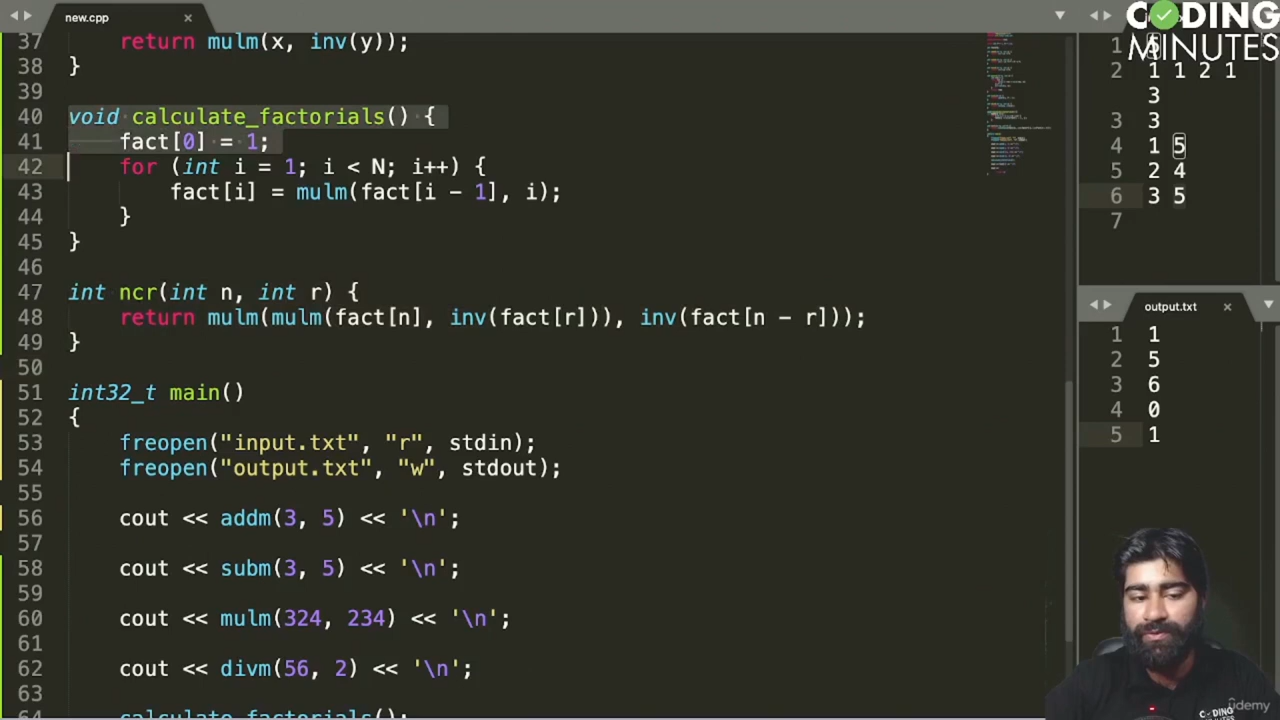 new.cpp
37 return mulm(x, inv(y));
38 }
39
40 void calculate_factorials() {
41 fact[0] = 1;
42 for (int i = 1; i < N; i++) {
43 fact[i] = mulm(fact[i - 1], i);
44 }
45 }
46
47 int ncr(int n, int r) {
48 return mulm(mulm(fact[n], inv(fact[r])), inv(fact[n - r]));
49 }
50
51 int32_t main()
52 {
53 freopen("input.txt", "r", stdin);
54 freopen("output.txt", "w", stdout);
55
56 cout << addm(3, 5) << '\n';
57
58 cout << subm(3, 5) << '\n';
59
60 cout << mulm(324, 234) << '\n';
61
62 cout << divm(56, 2) << '\n';
63
64 calculate_factorials();
CODING
MINUTES
1 5
2 1 1 2 1
3
3 3
4 1 5
5 2 4
6 3 5
7
output.txt
1 1
2 5
3 6
4 0
5 1
CODING
MINUTES
udemy